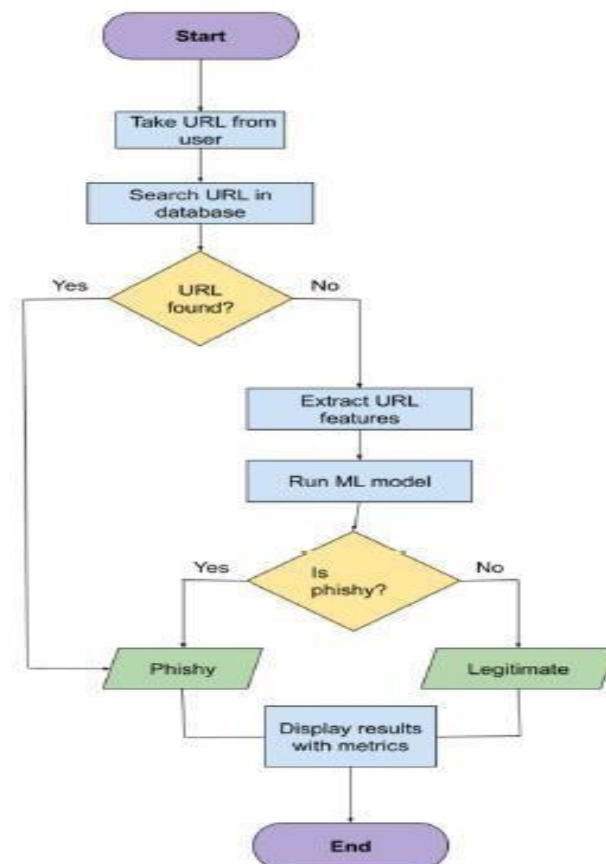 Start
Take URL from
user
Search URL in
database
Yes
URL
found?
No
Extract URL
features
Run ML model
Yes
Is
phishy?
No
Phishy
Legitimate
Display results
with metrics
End